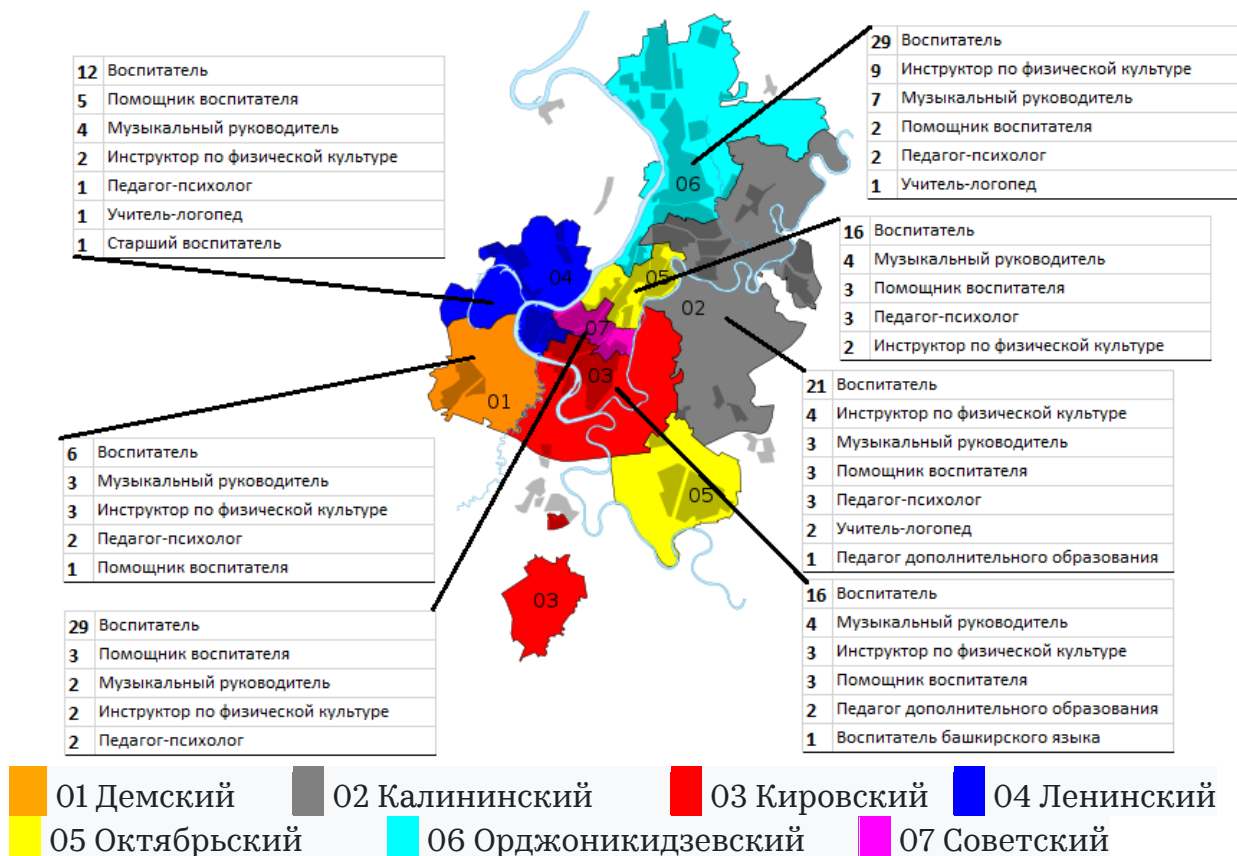 12 Воспитатель
5 Помощник воспитателя
4 Музыкальный руководитель
2 Инструктор по физической культуре
1 Педагог-психолог
1 Учитель-логопед
1 Старший воспитатель
29 Воспитатель
9 Инструктор по физической культуре
7 Музыкальный руководитель
2 Помощник воспитателя
2 Педагог-психолог
1 Учитель-логопед
16 Воспитатель
4 Музыкальный руководитель
3 Помощник воспитателя
3 Педагог-психолог
2 Инструктор по физической культуре
21 Воспитатель
4 Инструктор по физической культуре
3 Музыкальный руководитель
3 Помощник воспитателя
3 Педагог-психолог
2 Учитель-логопед
1 Педагог дополнительного образования
6 Воспитатель
3 Музыкальный руководитель
3 Инструктор по физической культуре
2 Педагог-психолог
1 Помощник воспитателя
29 Воспитатель
3 Помощник воспитателя
2 Музыкальный руководитель
2 Инструктор по физической культуре
2 Педагог-психолог
16 Воспитатель
4 Музыкальный руководитель
3 Инструктор по физической культуре
3 Помощник воспитателя
2 Педагог дополнительного образования
1 Воспитатель башкирского языка
06
04
05
02
07
03
01
05
03
01 Демский 02 Калининский 03 Кировский 04 Ленинский
05 Октябрьский 06 Орджоникидзевский 07 Советский